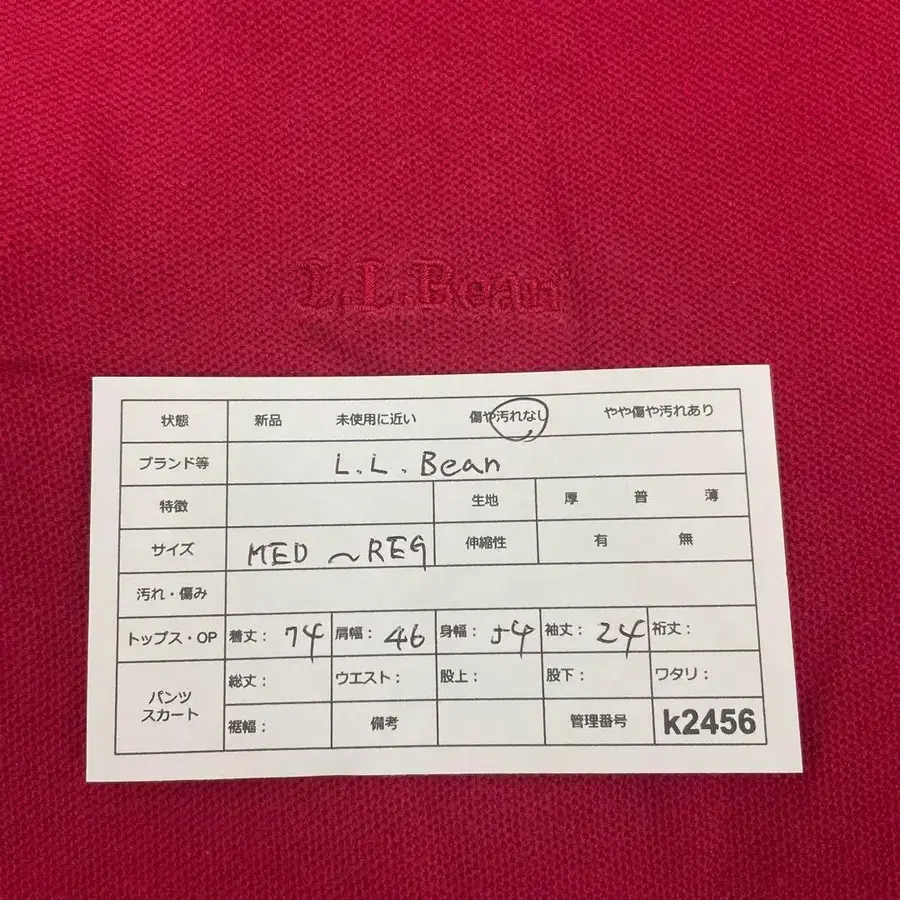 L.L.Bean
状態 新品 未使用に近い 傷や汚れなし やや傷や汚れあり
ブランド等 L.L.Bean
特徴 生地 厚 普 薄
サイズ MED ~REG 伸縮性 有 無
汚れ・傷み
トップス・OP 着丈: 74 肩幅: 46 身幅: 54 袖丈: 24 裄丈:
パンツ
スカート
総丈: ウエスト: 股上: 股下: ワタリ:
裾幅: 備考 管理番号 k2456